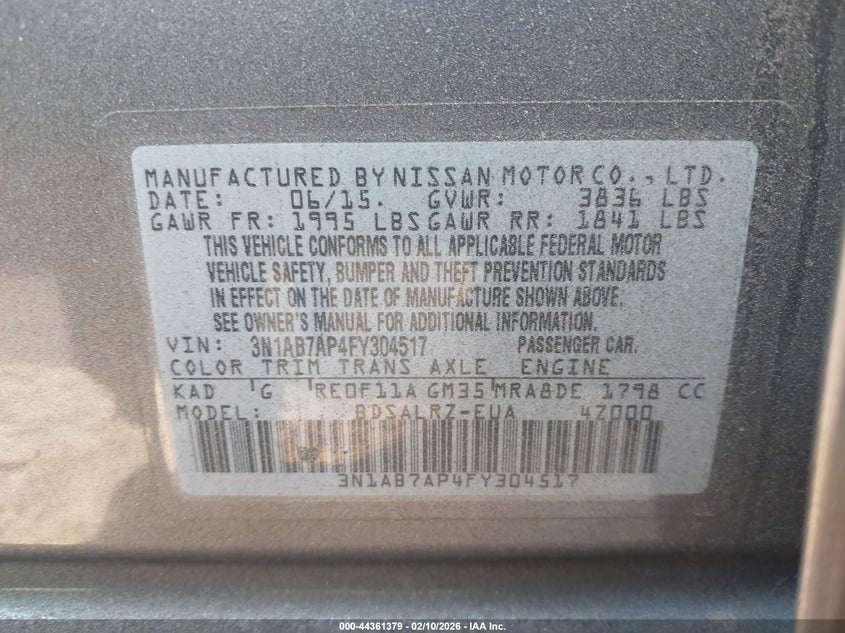 MANUFACTURED BY NISSAN MOTOR CO., LTD.
DATE: 06/15. GVWR: 3836 LBS
GAWR FR: 1995 LBS GAWR RR: 1841 LBS
THIS VEHICLE CONFORMS TO ALL APPLICABLE FEDERAL MOTOR
VEHICLE SAFETY, BUMPER AND THEFT PREVENTION STANDARDS
IN EFFECT ON THE DATE OF MANUFACTURE SHOWN ABOVE.
SEE OWNER'S MANUAL FOR ADDITIONAL INFORMATION.
VIN: 3N1AB7AP4FY304517 PASSENGER CAR.
COLOR TRIM TRANS AXLE ENGINE
KAD G RE0F11A GM35 MRA8DE 1798 CC
MODEL: BDSALRZ-EUA 4Z000
3N1AB7AP4FY304517
000-44361379 — 02/10/2026 — IAA Inc.